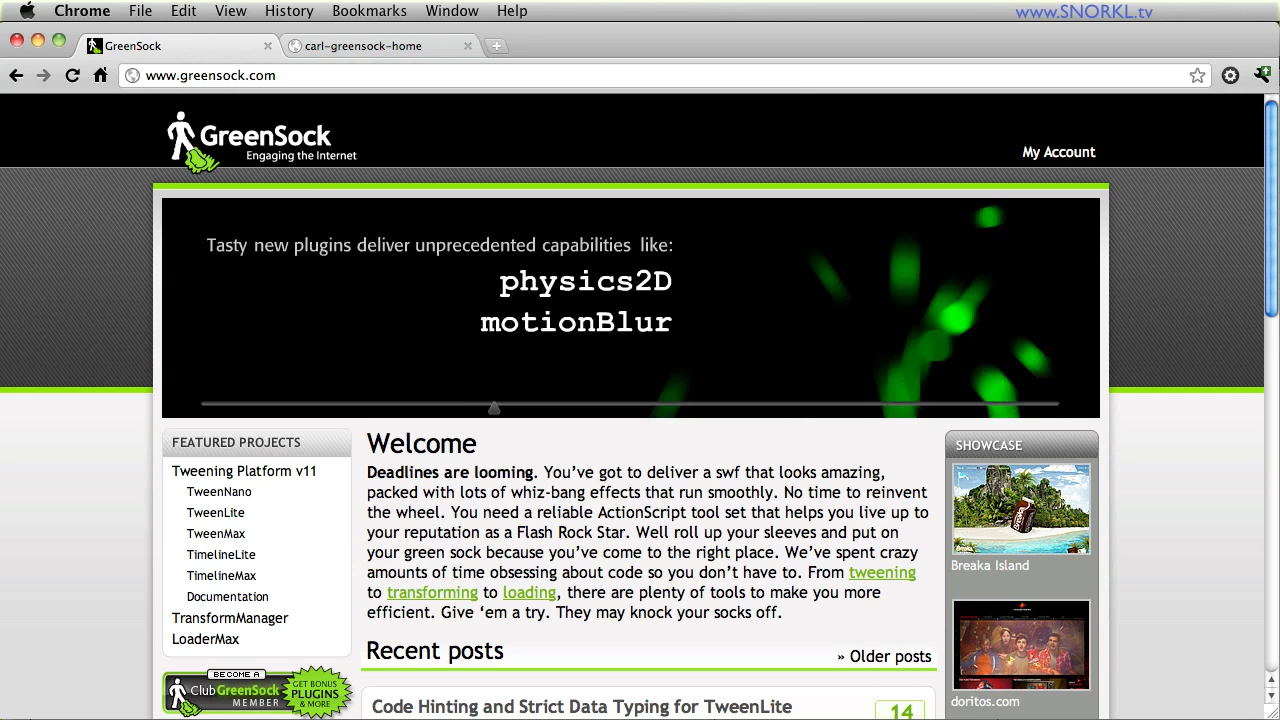 Chrome File Edit View History Bookmarks Window Help
www.SNORKL.tv
GreenSock
carl-greensock-home
www.greensock.com
GreenSock
Engaging the Internet
My Account
Tasty new plugins deliver unprecedented capabilities like:
physics2D
motionBlur
FEATURED PROJECTS
Tweening Platform v11
TweenNano
TweenLite
TweenMax
TimelineLite
TimelineMax
Documentation
TransformManager
LoaderMax
BECOME A
ClubGreenSock
MEMBER
GET BONUS
PLUGINS
& MORE
Welcome
Deadlines are looming. You’ve got to deliver a swf that looks amazing,
packed with lots of whiz-bang effects that run smoothly. No time to reinvent
the wheel. You need a reliable ActionScript tool set that helps you live up to
your reputation as a Flash Rock Star. Well roll up your sleeves and put on
your green sock because you’ve come to the right place. We’ve spent crazy
amounts of time obsessing about code so you don’t have to. From tweening
to transforming to loading, there are plenty of tools to make you more
efficient. Give ‘em a try. They may knock your socks off.
Recent posts
» Older posts
Code Hinting and Strict Data Typing for TweenLite
14
SHOWCASE
Breaka Island
doritos.com